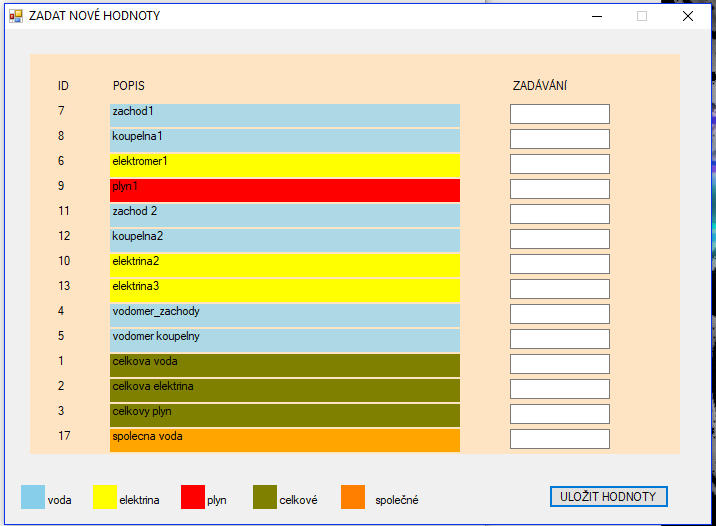 ZADAT NOVÉ HODNOTY
ID POPIS ZADÁVÁNÍ
7 zachod1
8 koupelna1
6 elektromer1
9 plyn1
11 zachod 2
12 koupelna2
10 elektrina2
13 elektrina3
4 vodomer_zachody
5 vodomer koupelny
1 celkova voda
2 celkova elektrina
3 celkovy plyn
17 spolecna voda
voda elektrina plyn celkové společné ULOŽIT HODNOTY